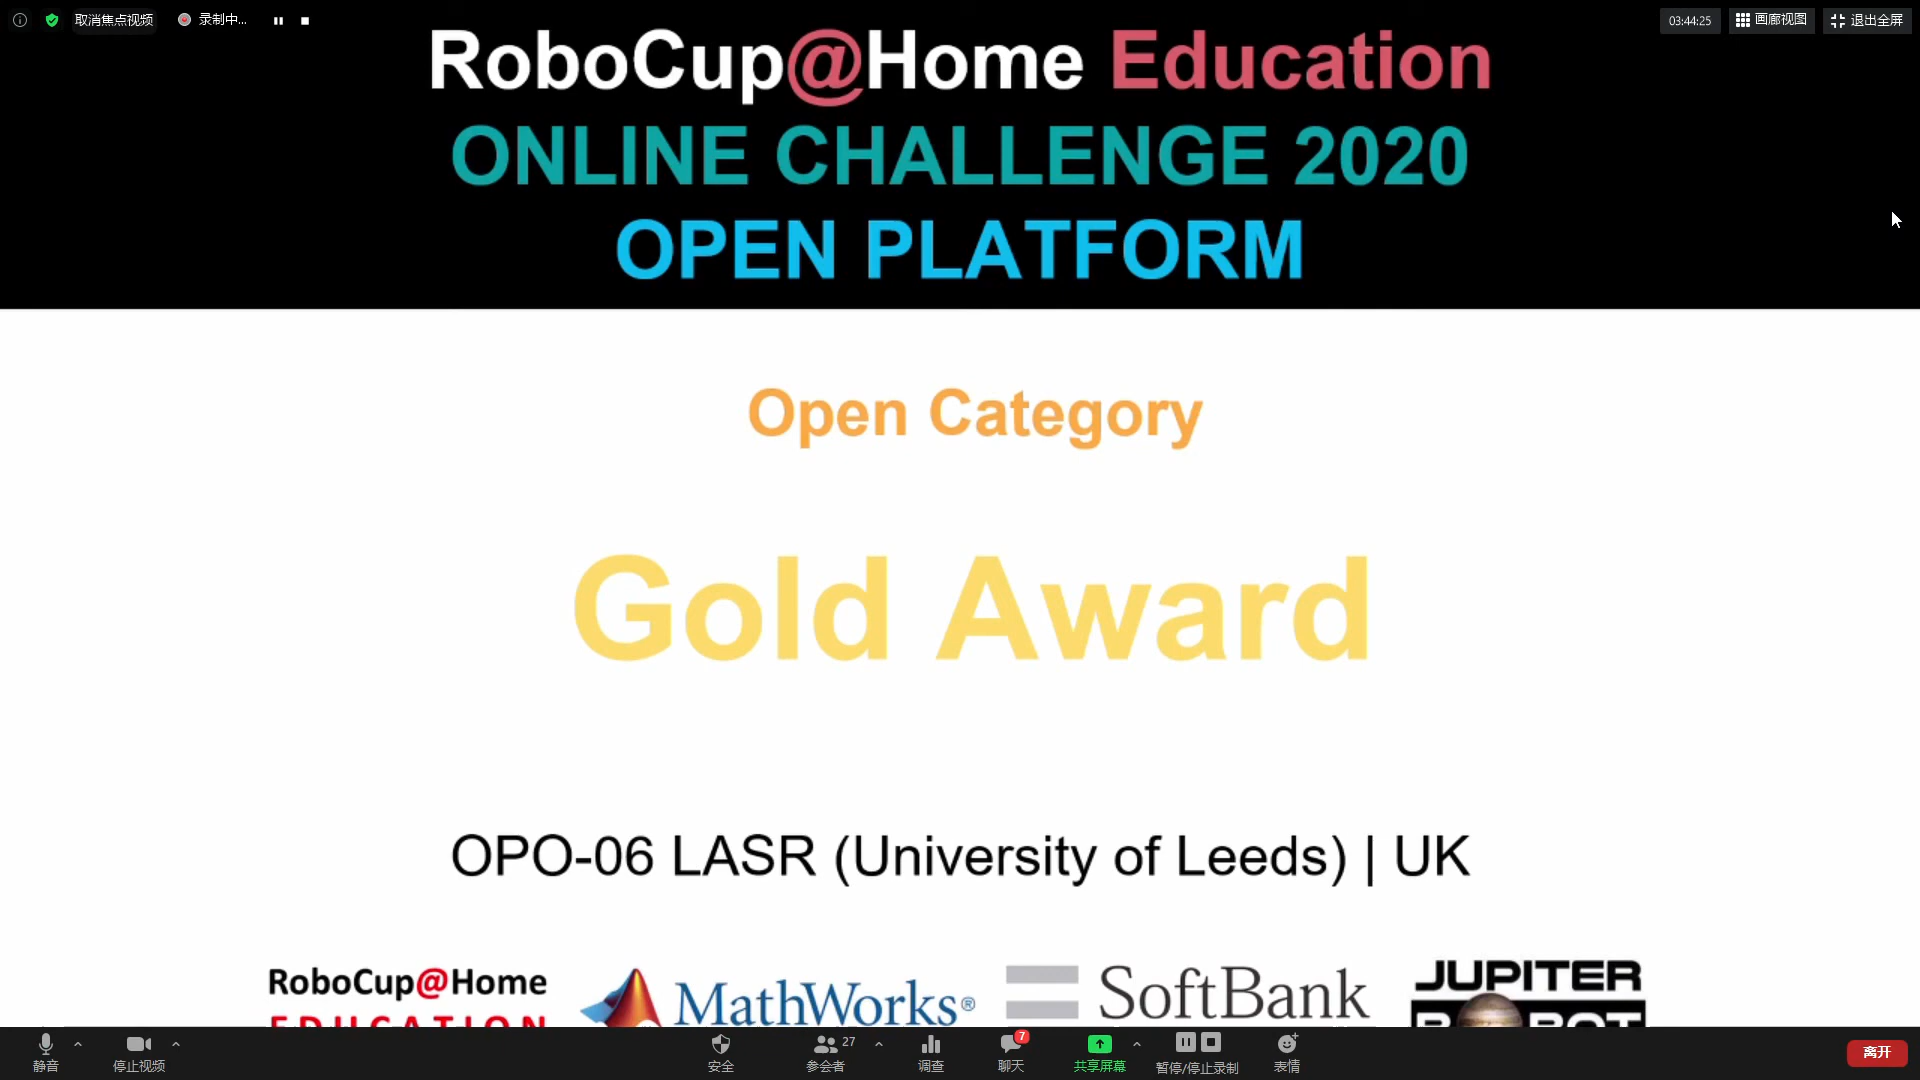 取消焦点视频 录制中... 03:44:25 画廊视图 退出全屏
RoboCup@Home Education
ONLINE CHALLENGE 2020
OPEN PLATFORM
Open Category
Gold Award
OPO-06 LASR (University of Leeds) | UK
RoboCup@Home MathWorks® SoftBank JUPITER
EDUCATION ROBOT
静音 停止视频 安全 参会者 27 调查 聊天 7 共享屏幕 暂停/停止录制 表情 离开